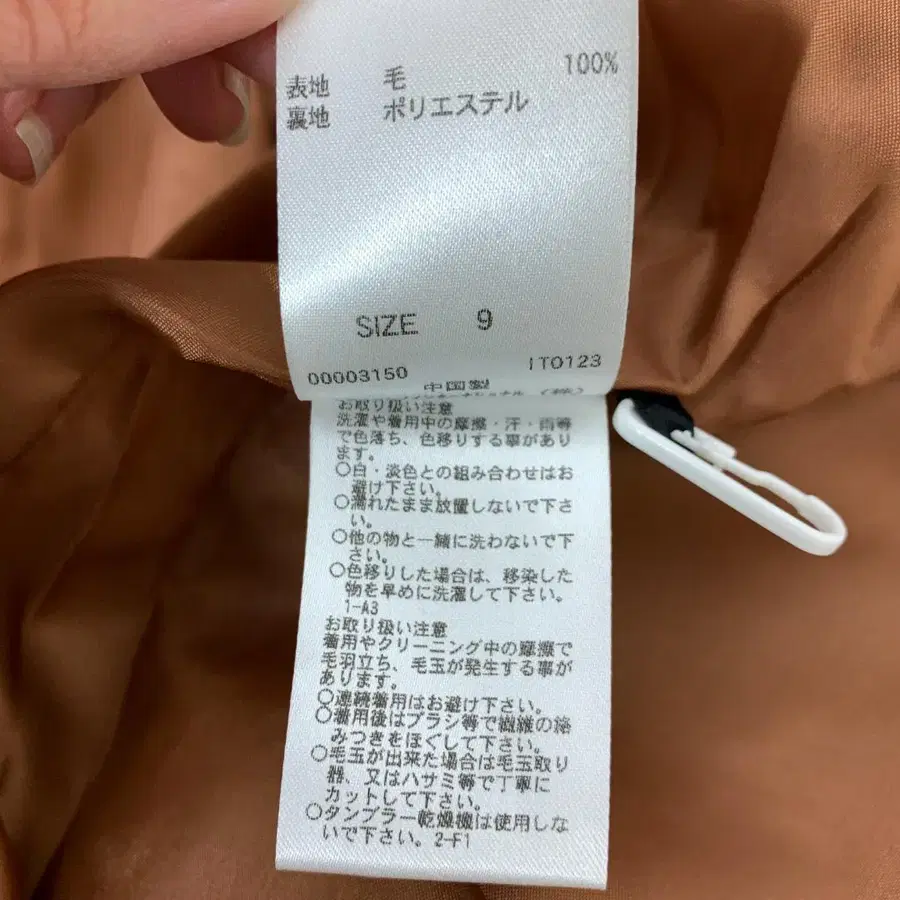 表地 毛 100%
裏地 ポリエステル
SIZE 9
00003150 IT0123
中国製
(株)
お取り扱い注意
洗濯や着用中の摩擦・汗・雨等
で色落ち、色移りする事があり
ます。
○白・淡色との組み合わせはお
避け下さい。
○濡れたまま放置しないで下さ
い。
○他の物と一緒に洗わないで下
さい。
○色移りした場合は、移染した
物を早めに洗濯して下さい。
1-A3
お取り扱い注意
着用やクリーニング中の摩擦で
毛羽立ち、毛玉が発生する事が
あります。
○連続着用はお避け下さい。
○着用後はブラシ等で繊維の絡
みつきをほぐして下さい。
○毛玉が出来た場合は毛玉取り
器、又はハサミ等で丁寧に
カットして下さい。
○タンブラー乾燥機は使用しな
いで下さい。2-F1